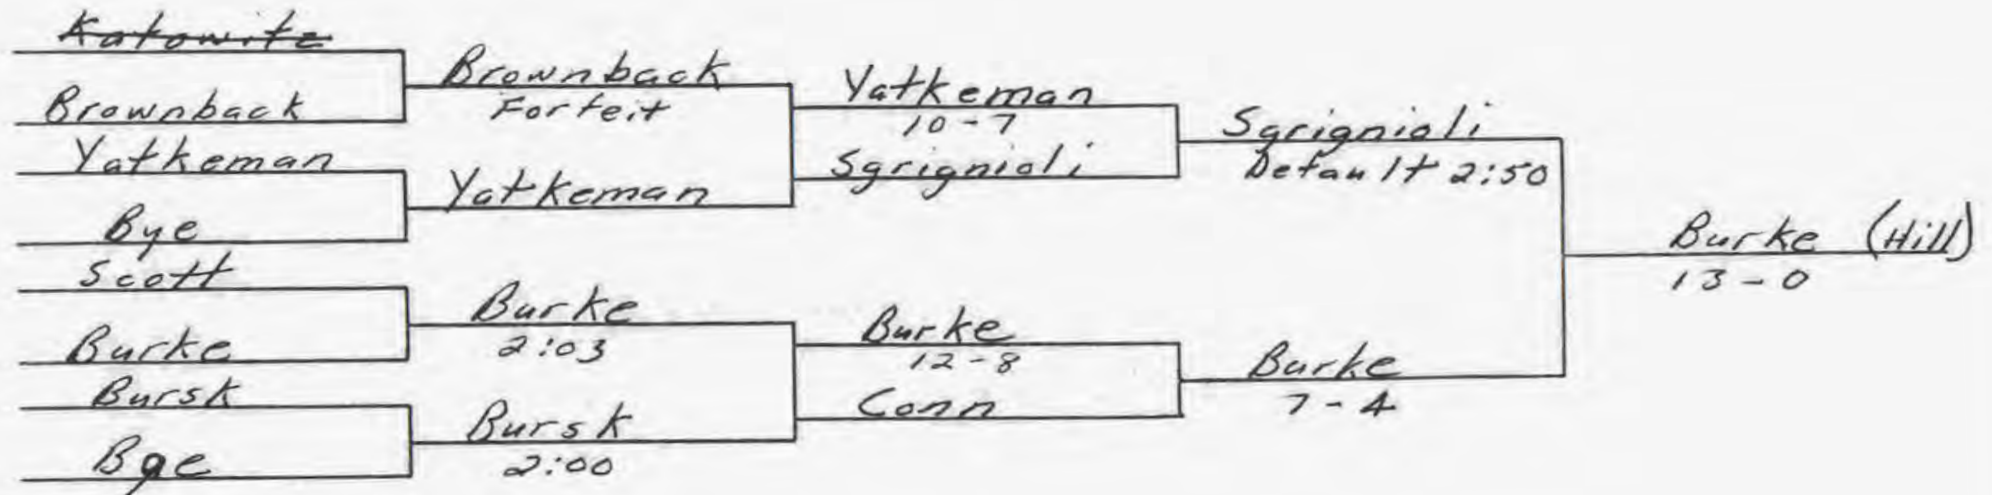 Katowitz
Brownback
Yatkeman
Bye
Scott
Burke
Bursk
Bye
Brownback
Forfeit
Yatkeman
Burke
2:03
Bursk
2:00
Yatkeman
10-7
Sgrignioli
Burke
12-8
Conn
Sgrignioli
Default 2:50
Burke
7-4
Burke (Hill)
13-0